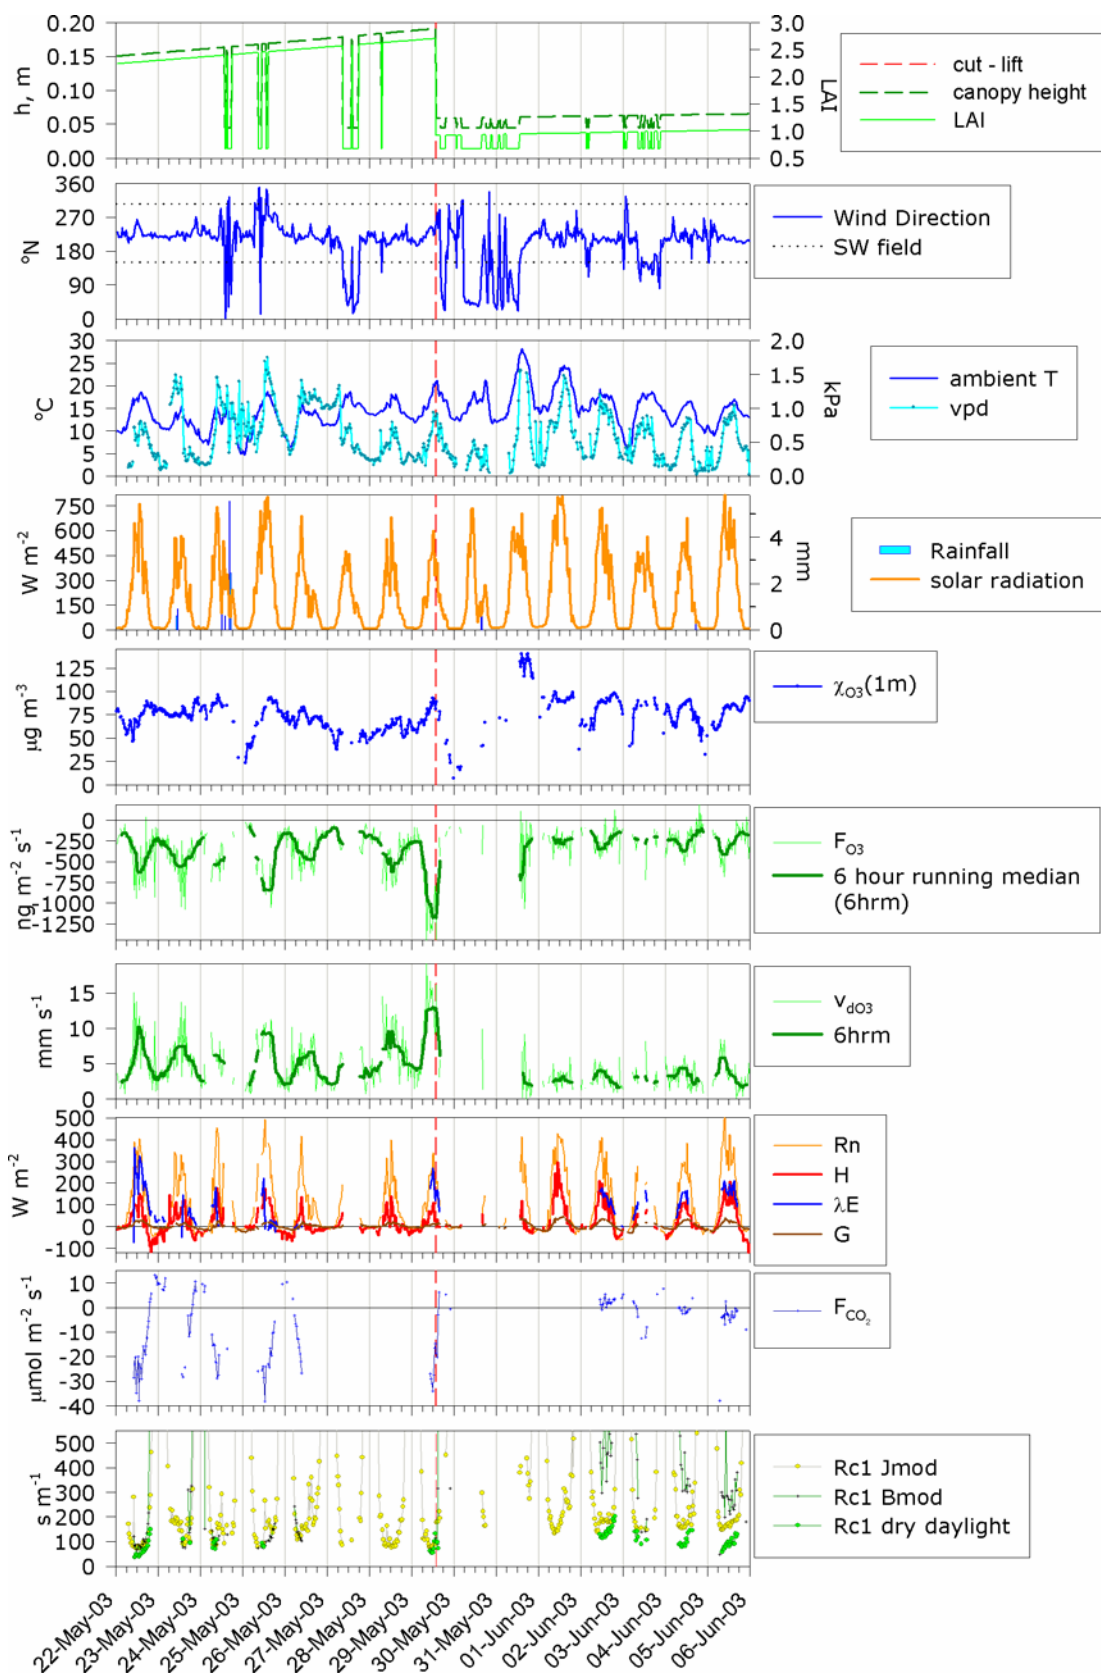 0.20
0.15
0.10
0.05
0.00
h, m
3.0
2.5
2.0
1.5
1.0
0.5
LAI
cut - lift
canopy height
LAI
360
270
180
90
0
ºN
Wind Direction
SW field
30
25
20
15
10
5
0
ºC
2.0
1.5
1.0
0.5
0.0
kPa
ambient T
vpd
750
600
450
300
150
0
W m-2
4
2
0
mm
Rainfall
solar radiation
125
100
75
50
25
0
µg m-3
χO3(1m)
0
-250
-500
-750
-1000
-1250
ng m-2 s-1
FO3
6 hour running median
(6hrm)
15
10
5
0
mm s-1
vdO3
6hrm
500
400
300
200
100
0
-100
W m-2
Rn
H
λE
G
10
0
-10
-20
-30
-40
µmol m-2 s-1
FCO2
500
400
300
200
100
0
s m-1
Rc1 Jmod
Rc1 Bmod
Rc1 dry daylight
22-May-03
23-May-03
24-May-03
25-May-03
26-May-03
27-May-03
28-May-03
29-May-03
30-May-03
31-May-03
01-Jun-03
02-Jun-03
03-Jun-03
04-Jun-03
05-Jun-03
06-Jun-03